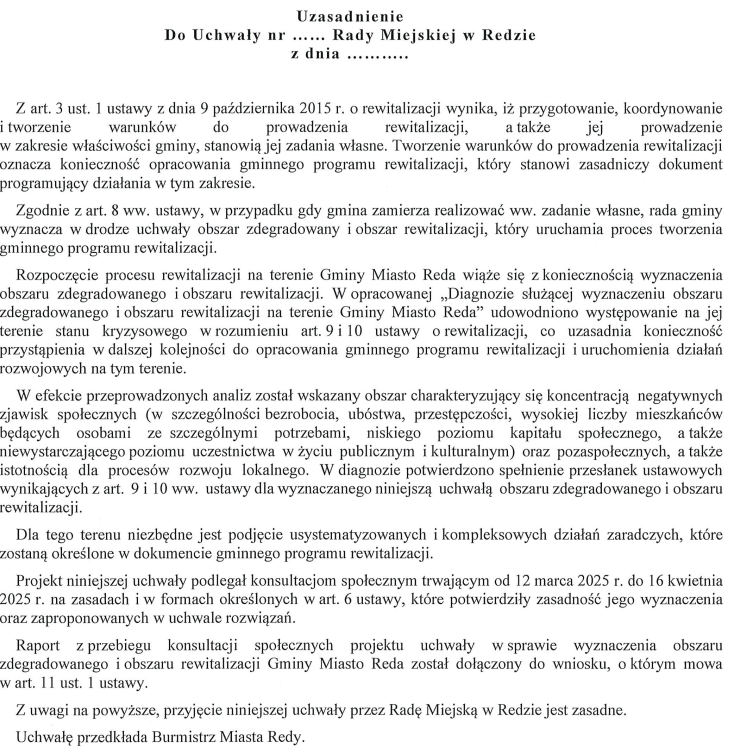 Uzasadnienie
Do Uchwały nr …… Rady Miejskiej w Redzie
z dnia ………..
Z art. 3 ust. 1 ustawy z dnia 9 października 2015 r. o rewitalizacji wynika, iż przygotowanie, koordynowanie
i tworzenie warunków do prowadzenia rewitalizacji, a także jej prowadzenie
w zakresie właściwości gminy, stanowią jej zadania własne. Tworzenie warunków do prowadzenia rewitalizacji
oznacza konieczność opracowania gminnego programu rewitalizacji, który stanowi zasadniczy dokument
programujący działania w tym zakresie.
Zgodnie z art. 8 ww. ustawy, w przypadku gdy gmina zamierza realizować ww. zadanie własne, rada gminy
wyznacza w drodze uchwały obszar zdegradowany i obszar rewitalizacji, który uruchamia proces tworzenia
gminnego programu rewitalizacji.
Rozpoczęcie procesu rewitalizacji na terenie Gminy Miasto Reda wiąże się z koniecznością wyznaczenia
obszaru zdegradowanego i obszaru rewitalizacji. W opracowanej „Diagnozie służącej wyznaczeniu obszaru
zdegradowanego i obszaru rewitalizacji na terenie Gminy Miasto Reda” udowodniono występowanie na jej
terenie stanu kryzysowego w rozumieniu art. 9 i 10 ustawy o rewitalizacji, co uzasadnia konieczność
przystąpienia w dalszej kolejności do opracowania gminnego programu rewitalizacji i uruchomienia działań
rozwojowych na tym terenie.
W efekcie przeprowadzonych analiz został wskazany obszar charakteryzujący się koncentracją negatywnych
zjawisk społecznych (w szczególności bezrobocia, ubóstwa, przestępczości, wysokiej liczby mieszkańców
będących osobami ze szczególnymi potrzebami, niskiego poziomu kapitału społecznego, a także
niewystarczającego poziomu uczestnictwa w życiu publicznym i kulturalnym) oraz pozaspołecznych, a także
istotnością dla procesów rozwoju lokalnego. W diagnozie potwierdzono spełnienie przesłanek ustawowych
wynikających z art. 9 i 10 ww. ustawy dla wyznaczanego niniejszą uchwałą obszaru zdegradowanego i obszaru
rewitalizacji.
Dla tego terenu niezbędne jest podjęcie usystematyzowanych i kompleksowych działań zaradczych, które
zostaną określone w dokumencie gminnego programu rewitalizacji.
Projekt niniejszej uchwały podlegał konsultacjom społecznym trwającym od 12 marca 2025 r. do 16 kwietnia
2025 r. na zasadach i w formach określonych w art. 6 ustawy, które potwierdziły zasadność jego wyznaczenia
oraz zaproponowanych w uchwale rozwiązań.
Raport z przebiegu konsultacji społecznych projektu uchwały w sprawie wyznaczenia obszaru
zdegradowanego i obszaru rewitalizacji Gminy Miasto Reda został dołączony do wniosku, o którym mowa
w art. 11 ust. 1 ustawy.
Z uwagi na powyższe, przyjęcie niniejszej uchwały przez Radę Miejską w Redzie jest zasadne.
Uchwałę przedkłada Burmistrz Miasta Redy.